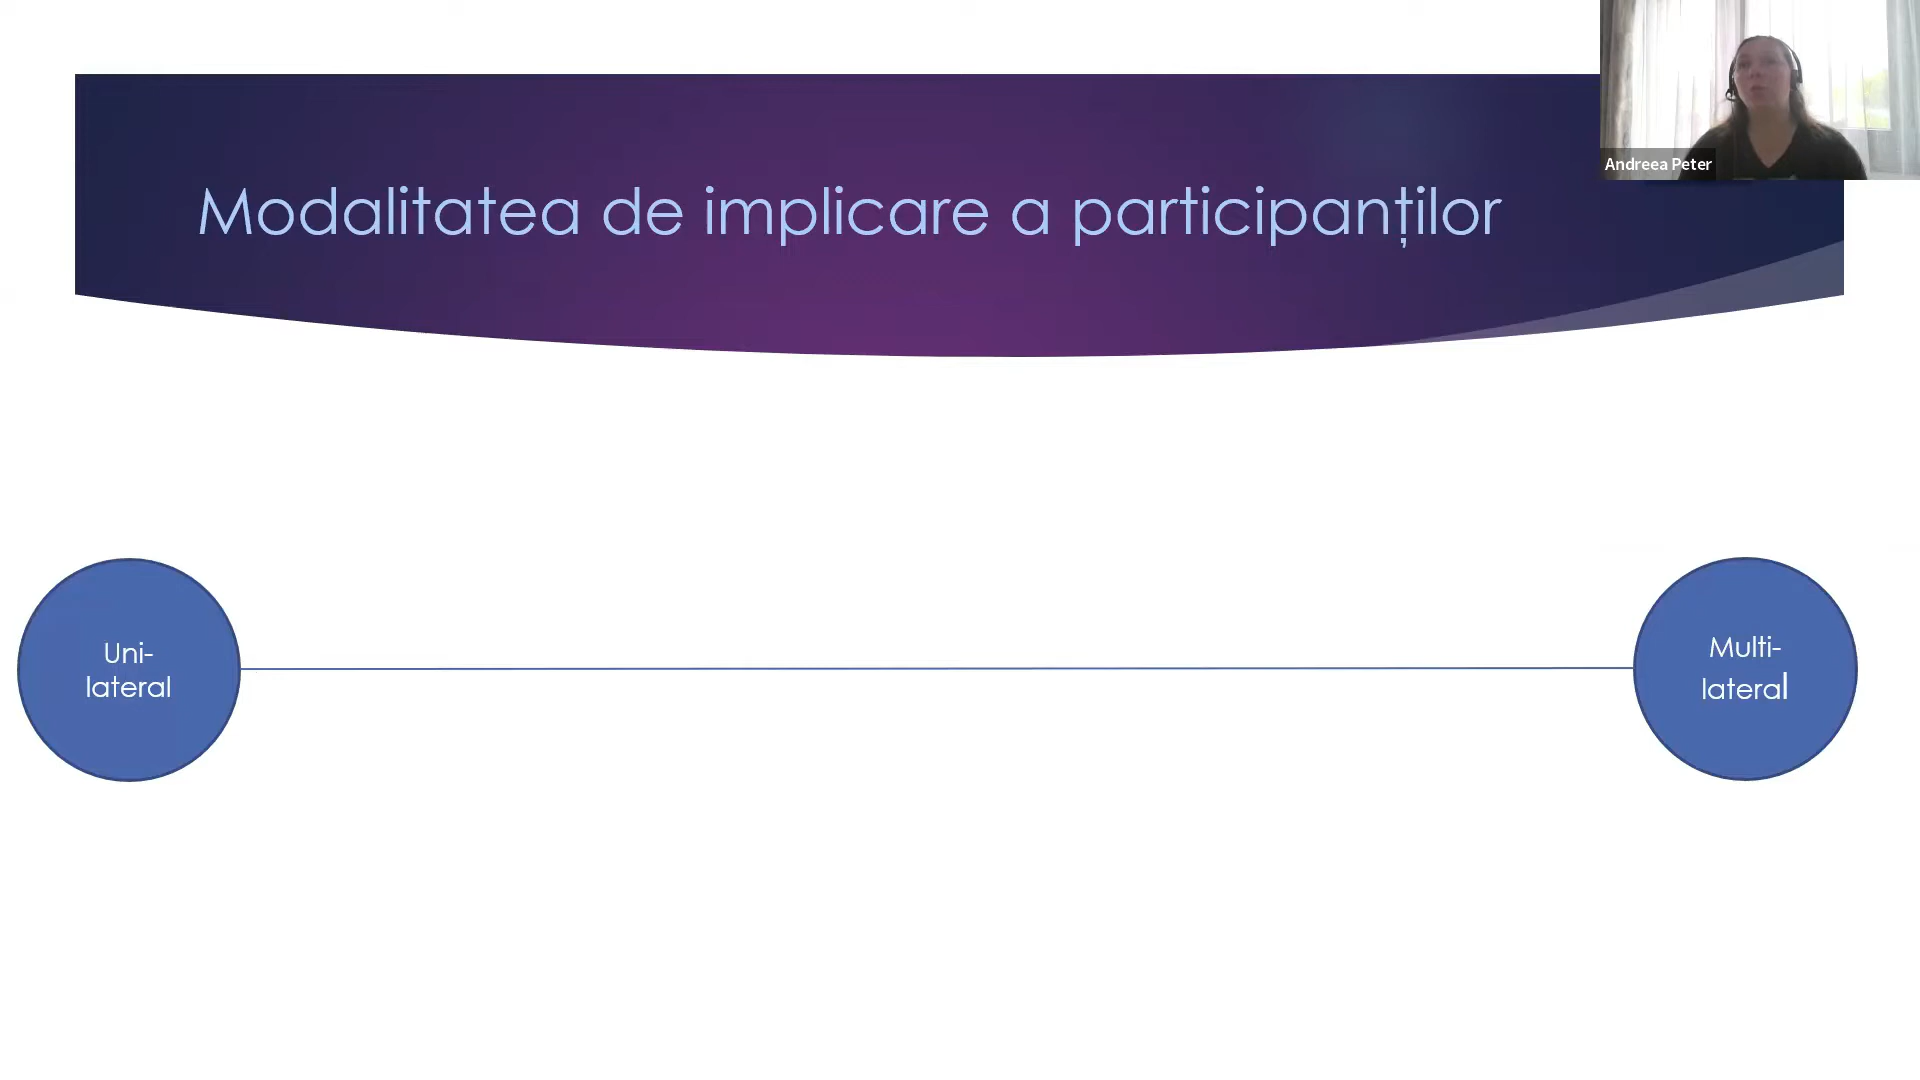 Andreea Peter
Modalitatea de implicare a participanților
Uni-
lateral
Multi-
lateral